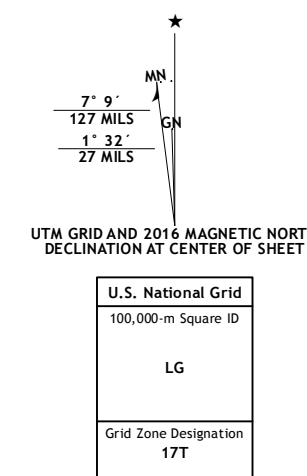 ★
MN
7° 9´
127 MILS
GN
1° 32´
27 MILS
UTM GRID AND 2016 MAGNETIC NORT
DECLINATION AT CENTER OF SHEET
U.S. National Grid
100,000-m Square ID
LG
Grid Zone Designation
17T